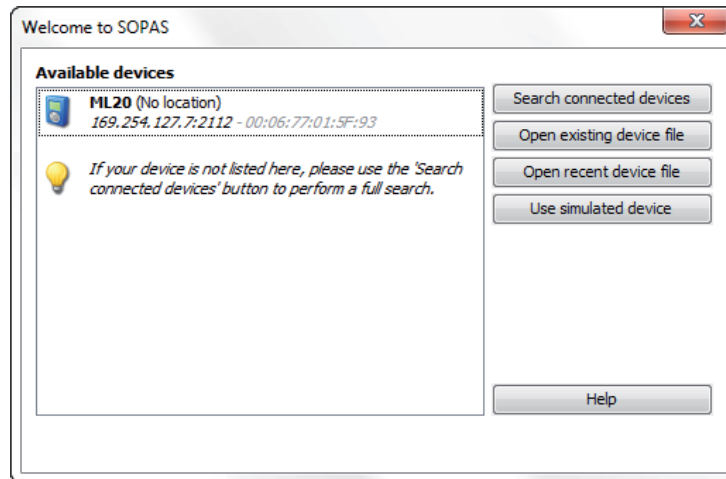 Welcome to SOPAS
Available devices
ML20 (No location)
169.254.127.7:2112 - 00:06:77:01:5F:93
If your device is not listed here, please use the 'Search
connected devices' button to perform a full search.
Search connected devices
Open existing device file
Open recent device file
Use simulated device
Help